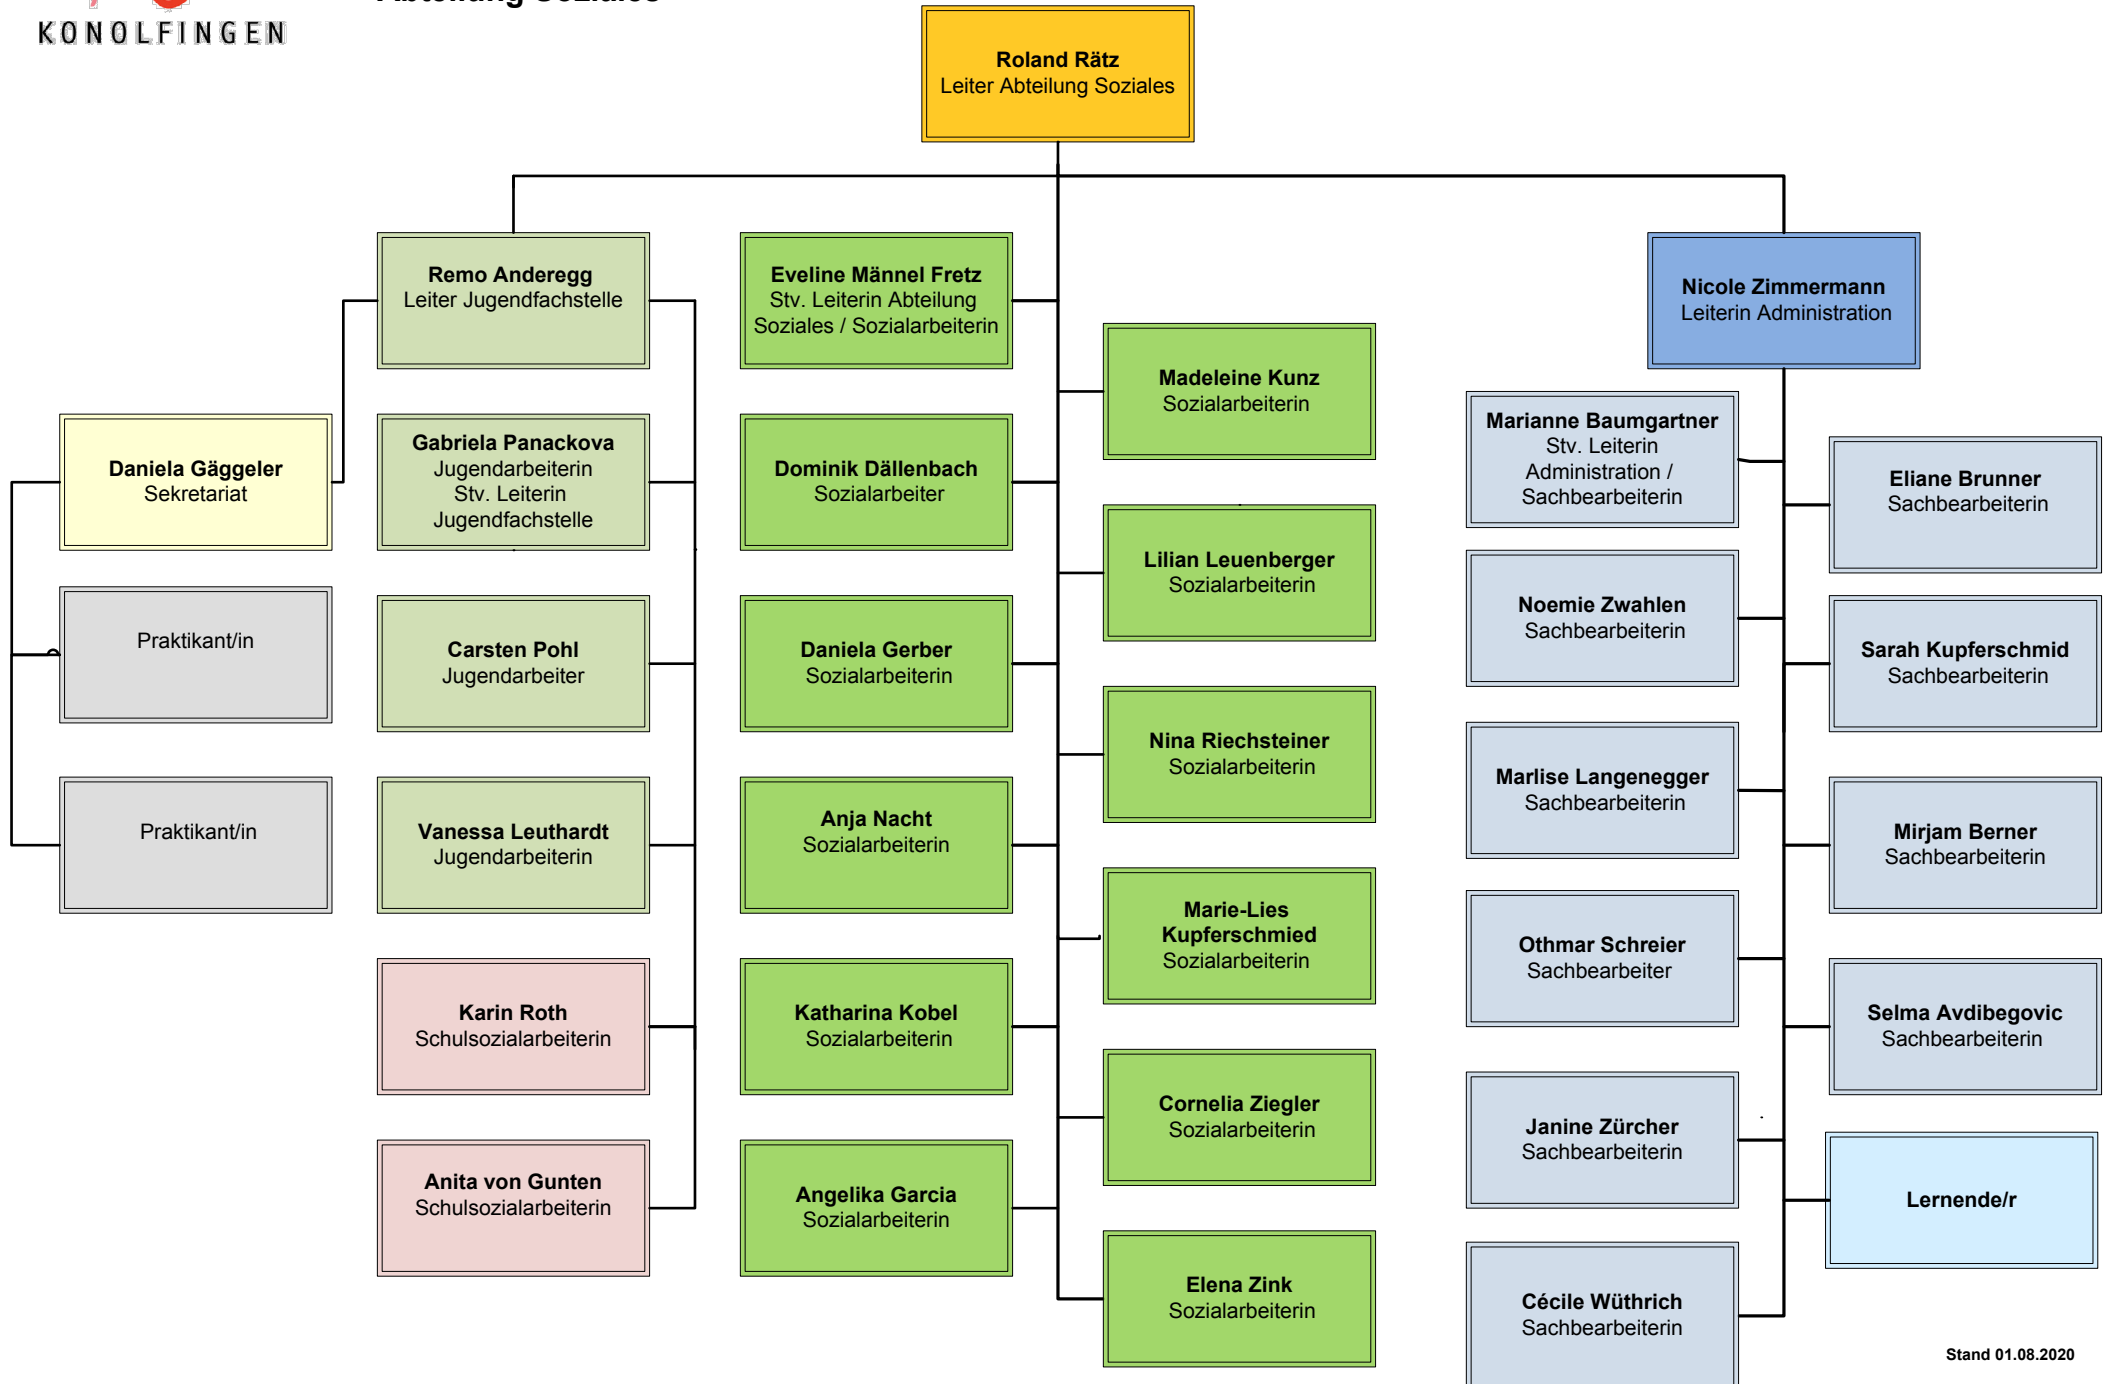 Abteilung Soziales
KONOLFINGEN
Roland Rätz
Leiter Abteilung Soziales
Remo Anderegg
Leiter Jugendfachstelle
Eveline Männel Fretz
Stv. Leiterin Abteilung
Soziales / Sozialarbeiterin
Nicole Zimmermann
Leiterin Administration
Daniela Gäggeler
Sekretariat
Praktikant/in
Praktikant/in
Gabriela Panackova
Jugendarbeiterin
Stv. Leiterin
Jugendfachstelle
Carsten Pohl
Jugendarbeiter
Vanessa Leuthardt
Jugendarbeiterin
Karin Roth
Schulsozialarbeiterin
Anita von Gunten
Schulsozialarbeiterin
Dominik Dällenbach
Sozialarbeiter
Daniela Gerber
Sozialarbeiterin
Anja Nacht
Sozialarbeiterin
Katharina Kobel
Sozialarbeiterin
Angelika Garcia
Sozialarbeiterin
Madeleine Kunz
Sozialarbeiterin
Lilian Leuenberger
Sozialarbeiterin
Nina Riechsteiner
Sozialarbeiterin
Marie-Lies
Kupferschmied
Sozialarbeiterin
Cornelia Ziegler
Sozialarbeiterin
Elena Zink
Sozialarbeiterin
Marianne Baumgartner
Stv. Leiterin
Administration /
Sachbearbeiterin
Noemie Zwahlen
Sachbearbeiterin
Marlise Langenegger
Sachbearbeiterin
Othmar Schreier
Sachbearbeiter
Janine Zürcher
Sachbearbeiterin
Cécile Wüthrich
Sachbearbeiterin
Eliane Brunner
Sachbearbeiterin
Sarah Kupferschmid
Sachbearbeiterin
Mirjam Berner
Sachbearbeiterin
Selma Avdibegovic
Sachbearbeiterin
Lernende/r
Stand 01.08.2020